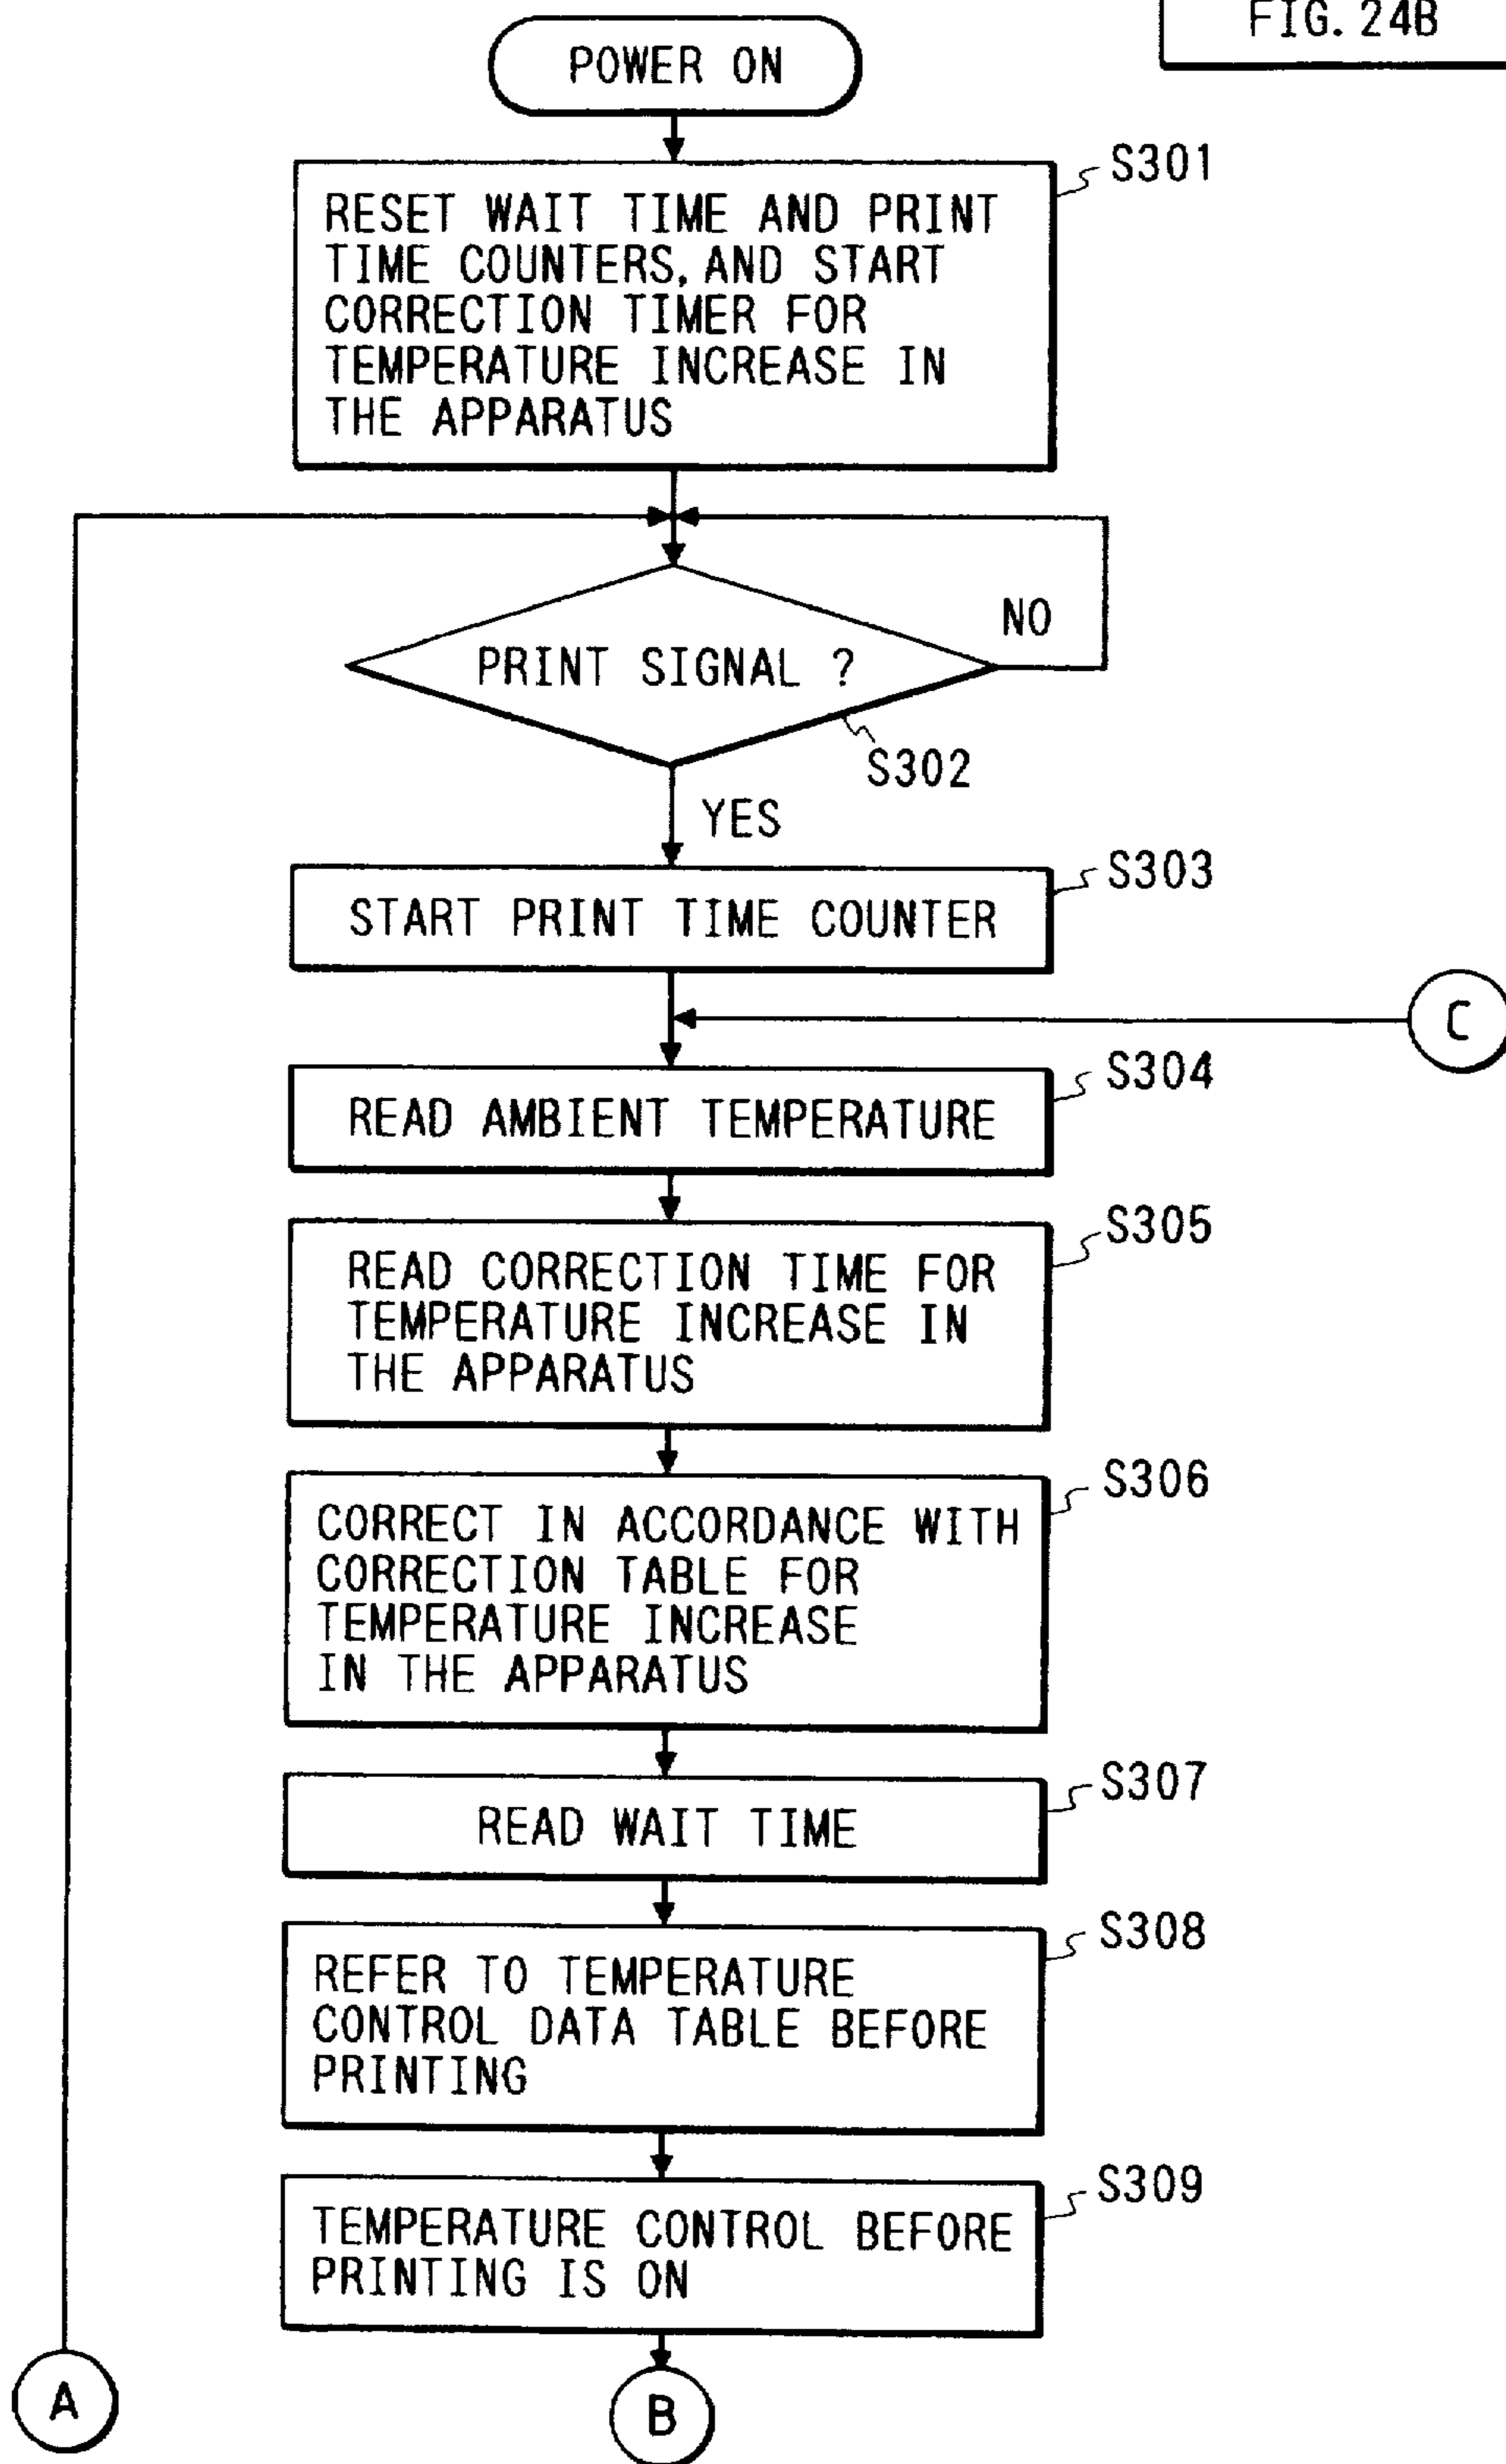 FIG. 24B
POWER ON
S301
RESET WAIT TIME AND PRINT
TIME COUNTERS, AND START
CORRECTION TIMER FOR
TEMPERATURE INCREASE IN
THE APPARATUS
NO
PRINT SIGNAL ?
S302
YES
S303
START PRINT TIME COUNTER
C
S304
READ AMBIENT TEMPERATURE
S305
READ CORRECTION TIME FOR
TEMPERATURE INCREASE IN
THE APPARATUS
S306
CORRECT IN ACCORDANCE WITH
CORRECTION TABLE FOR
TEMPERATURE INCREASE
IN THE APPARATUS
S307
READ WAIT TIME
S308
REFER TO TEMPERATURE
CONTROL DATA TABLE BEFORE
PRINTING
S309
TEMPERATURE CONTROL BEFORE
PRINTING IS ON
A
B